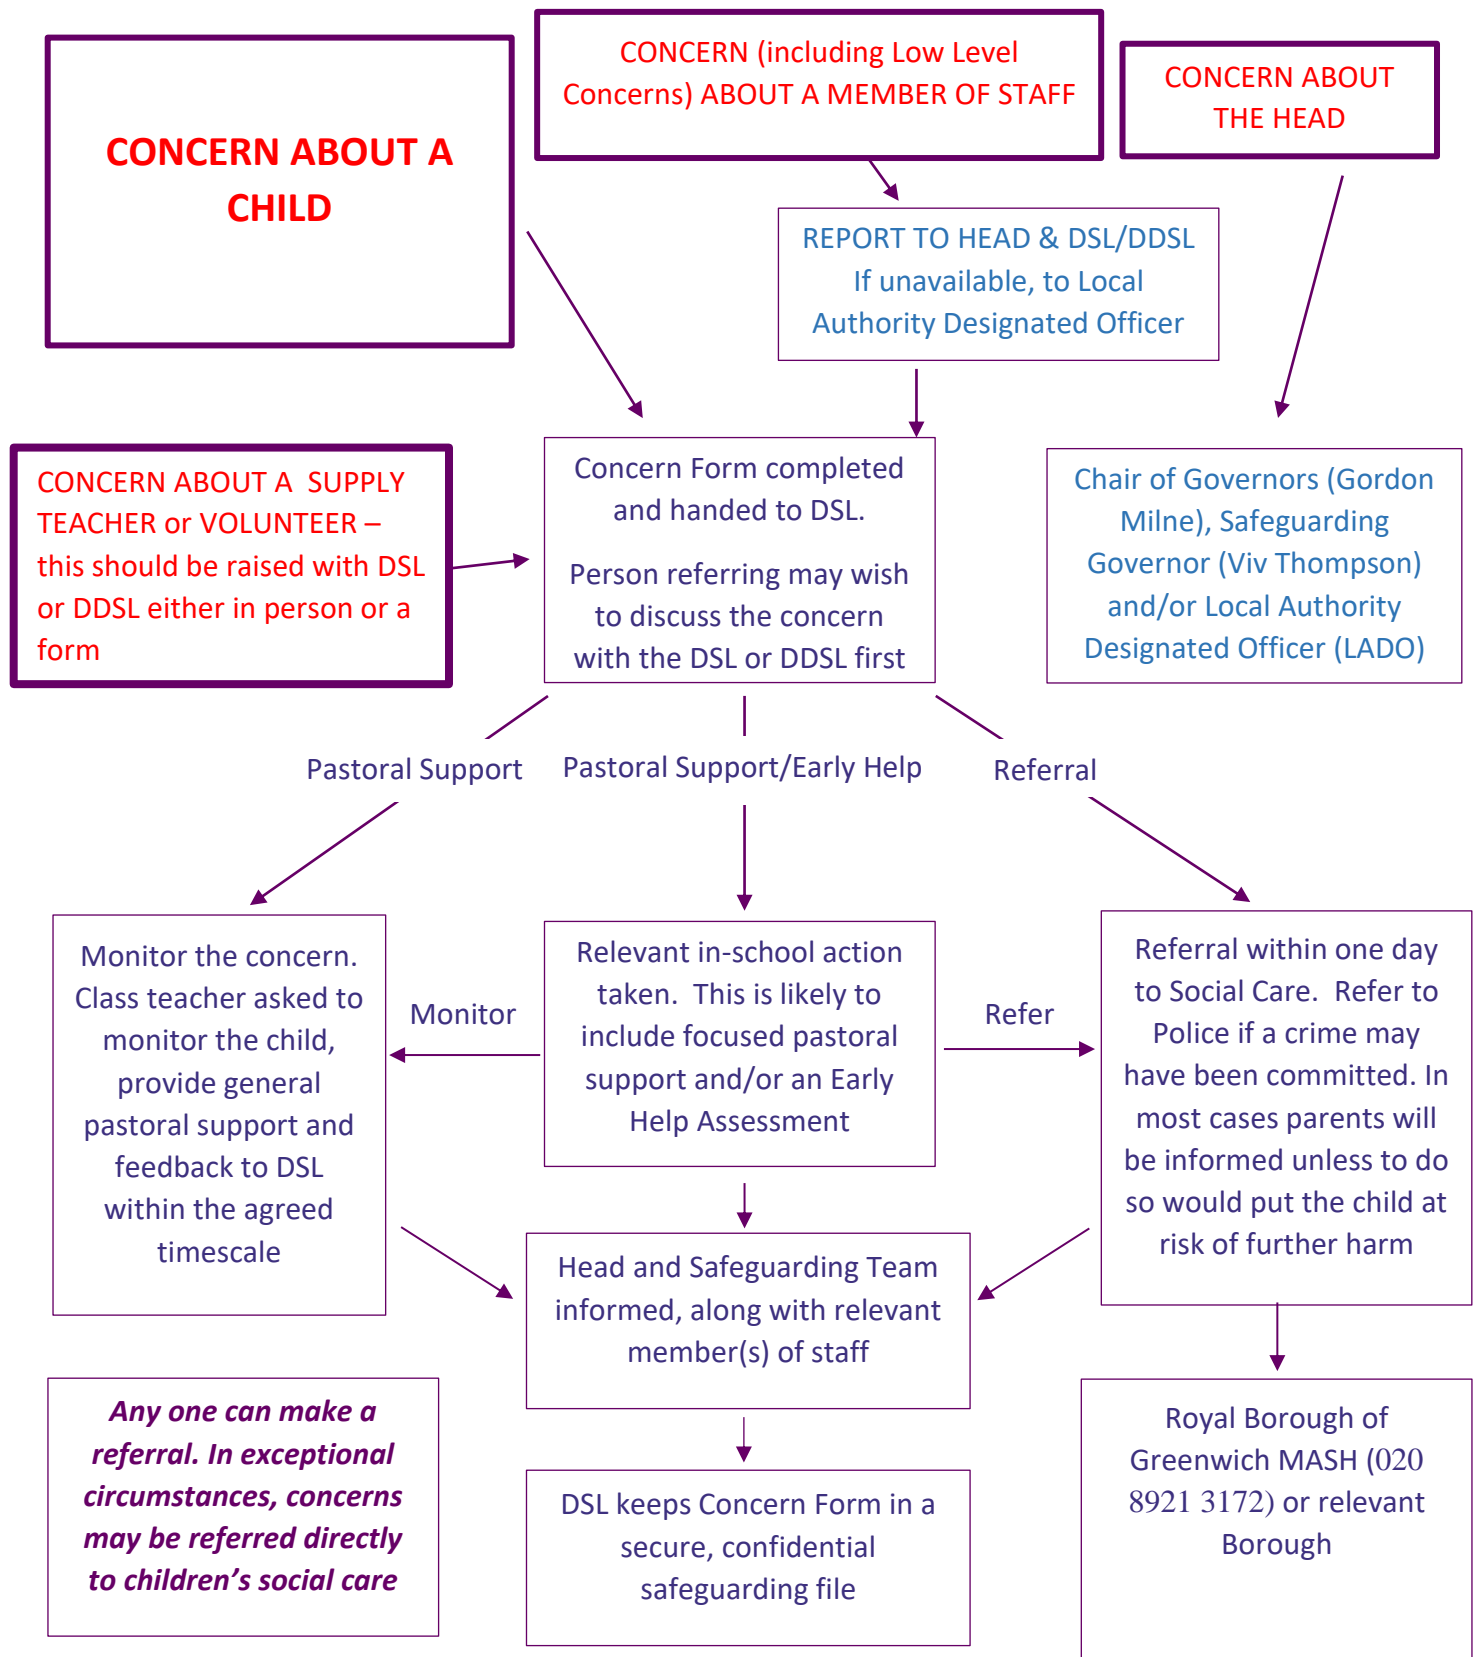 CONCERN ABOUT A
CHILD
CONCERN (including Low Level
Concerns) ABOUT A MEMBER OF STAFF
CONCERN ABOUT
THE HEAD
REPORT TO HEAD & DSL/DDSL
If unavailable, to Local
Authority Designated Officer
CONCERN ABOUT A SUPPLY
TEACHER or VOLUNTEER –
this should be raised with DSL
or DDSL either in person or a
form
Concern Form completed
and handed to DSL.
Person referring may wish
to discuss the concern
with the DSL or DDSL first
Chair of Governors (Gordon
Milne), Safeguarding
Governor (Viv Thompson)
and/or Local Authority
Designated Officer (LADO)
Pastoral Support
Pastoral Support/Early Help
Referral
Monitor the concern.
Class teacher asked to
monitor the child,
provide general
pastoral support and
feedback to DSL
within the agreed
timescale
Monitor
Relevant in-school action
taken. This is likely to
include focused pastoral
support and/or an Early
Help Assessment
Refer
Referral within one day
to Social Care. Refer to
Police if a crime may
have been committed. In
most cases parents will
be informed unless to do
so would put the child at
risk of further harm
Head and Safeguarding Team
informed, along with relevant
member(s) of staff
Any one can make a
referral. In exceptional
circumstances, concerns
may be referred directly
to children’s social care
DSL keeps Concern Form in a
secure, confidential
safeguarding file
Royal Borough of
Greenwich MASH (020
8921 3172) or relevant
Borough